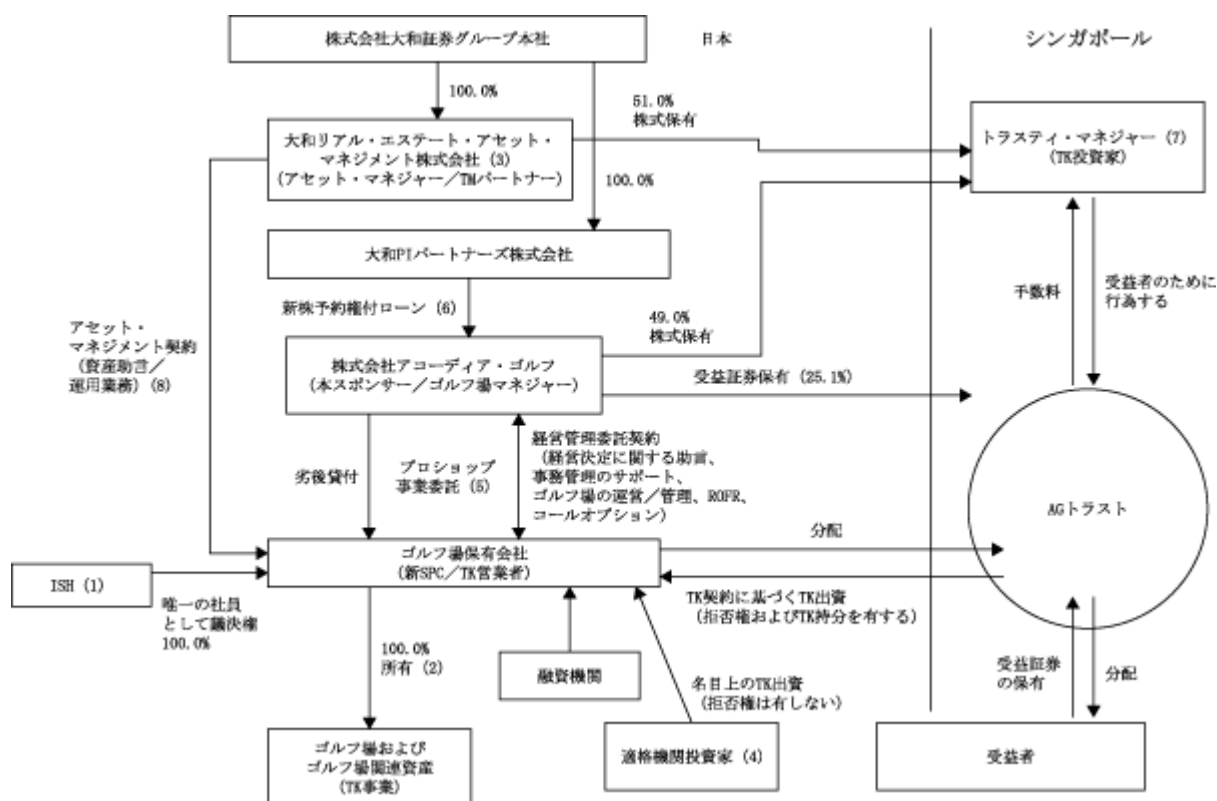 株式会社大和証券グループ本社
日本
シンガポール
100.0%
51.0%
株式保有
大和リアル・エステート・アセット・
マネジメント株式会社 (3)
(アセット・マネジャー/TMパートナー)
トラスティ・マネジャー (7)
(TK投資家)
100.0%
大和PIパートナーズ株式会社
手数料
受益者のために
行為する
新株予約権付ローン (6)
49.0%
株式保有
アセット・
マネジメント契約
(資産助言/
運用業務) (8)
株式会社アコーディア・ゴルフ
(本スポンサー/ゴルフ場マネジャー)
受益証券保有 (25.1%)
劣後貸付
プロショップ
事業委託 (5)
経営管理委託契約
(経営決定に関する助言、
事務管理のサポート、
ゴルフ場の運営/管理、ROFR、
コールオプション)
AGトラスト
分配
ゴルフ場保有会社
(新SPC/TK営業者)
ISH (1)
唯一の社員
として議決権
100.0%
TK契約に基づくTK出資
(拒否権およびTK持分を有する)
100.0%
所有 (2)
融資機関
名目上のTK出資
(拒否権は有しない)
受益証券
の保有
分配
ゴルフ場および
ゴルフ場関連資産
(TK事業)
適格機関投資家 (4)
受益者